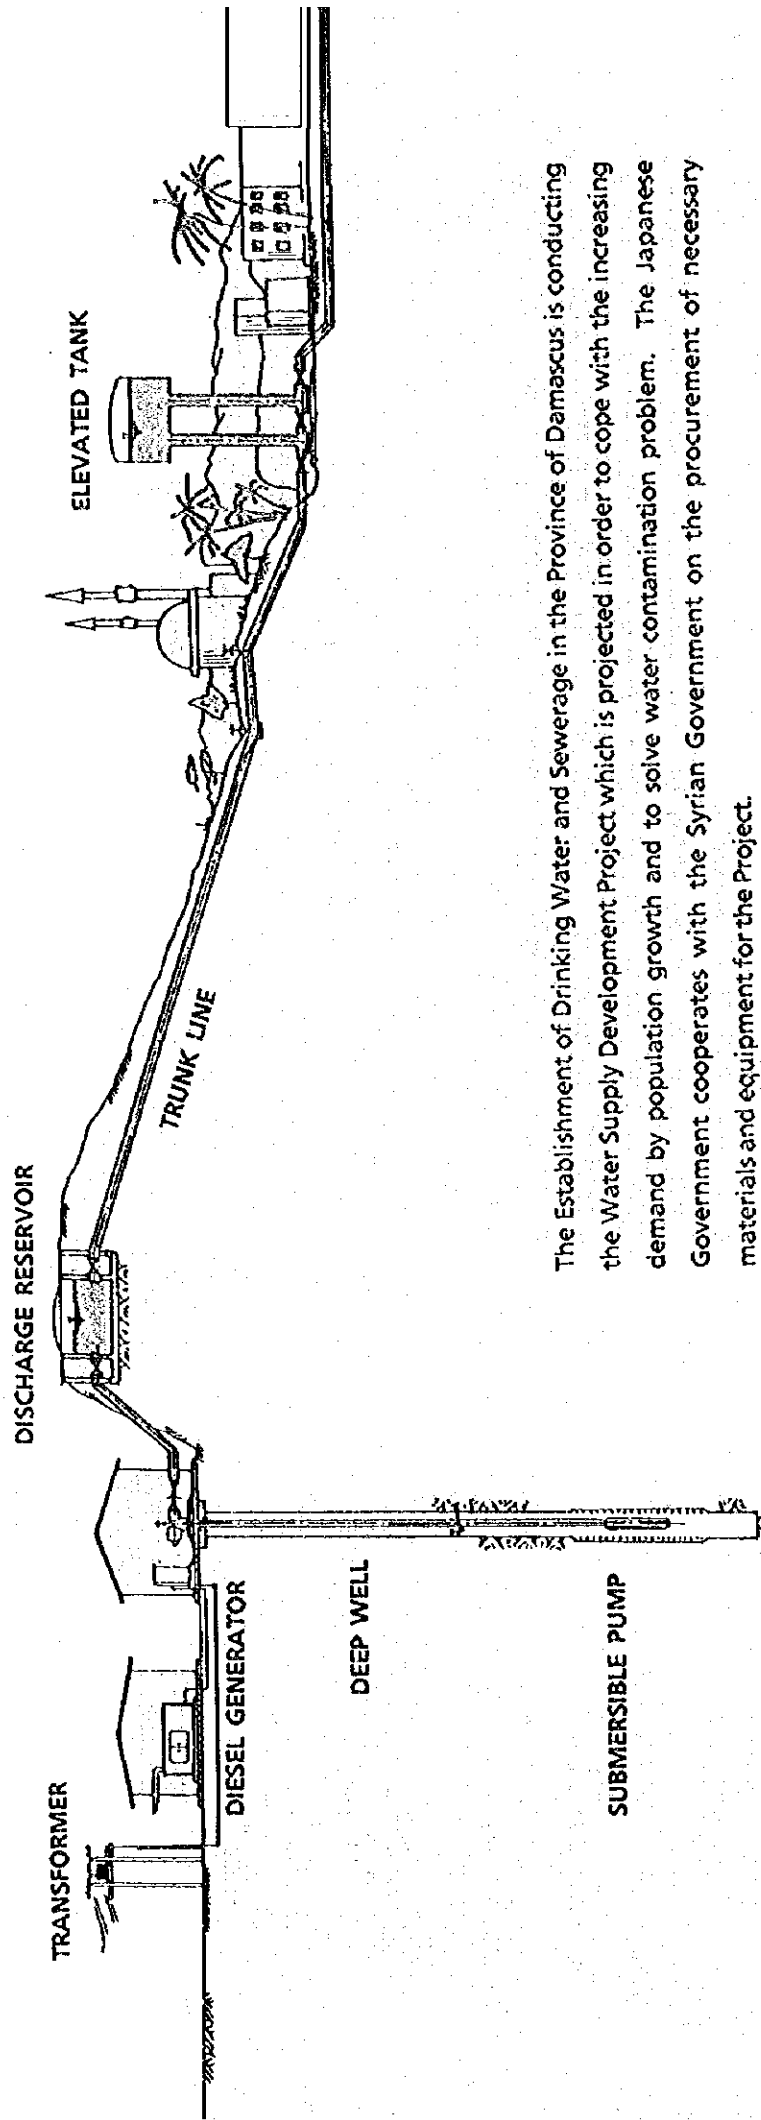 TRANSFORMER
DIESEL GENERATOR
DEEP WELL
SUBMERSIBLE PUMP
DISCHARGE RESERVOIR
TRUNK LINE
ELEVATED TANK
The Establishment of Drinking Water and Sewerage in the Province of Damascus is conducting
the Water Supply Development Project which is projected in order to cope with the increasing
demand by population growth and to solve water contamination problem. The Japanese
Government cooperates with the Syrian Government on the procurement of necessary
materials and equipment for the Project.